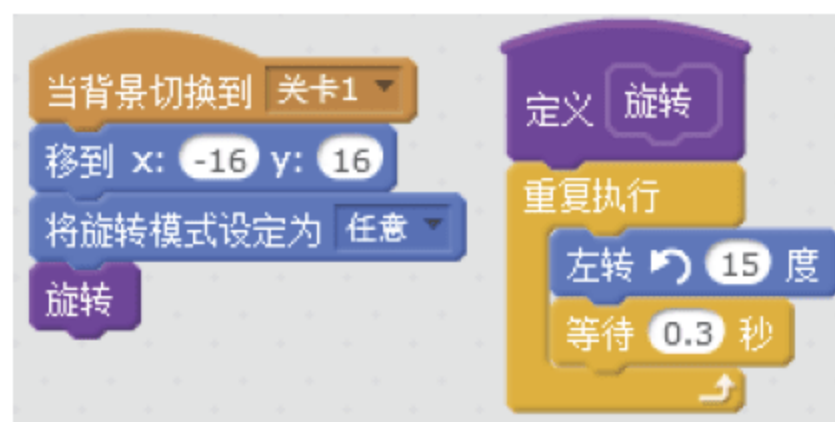 当背景切换到 关卡1
移到 x: -16 y: 16
将旋转模式设定为 任意
旋转
定义 旋转
重复执行
左转 15 度
等待 0.3 秒